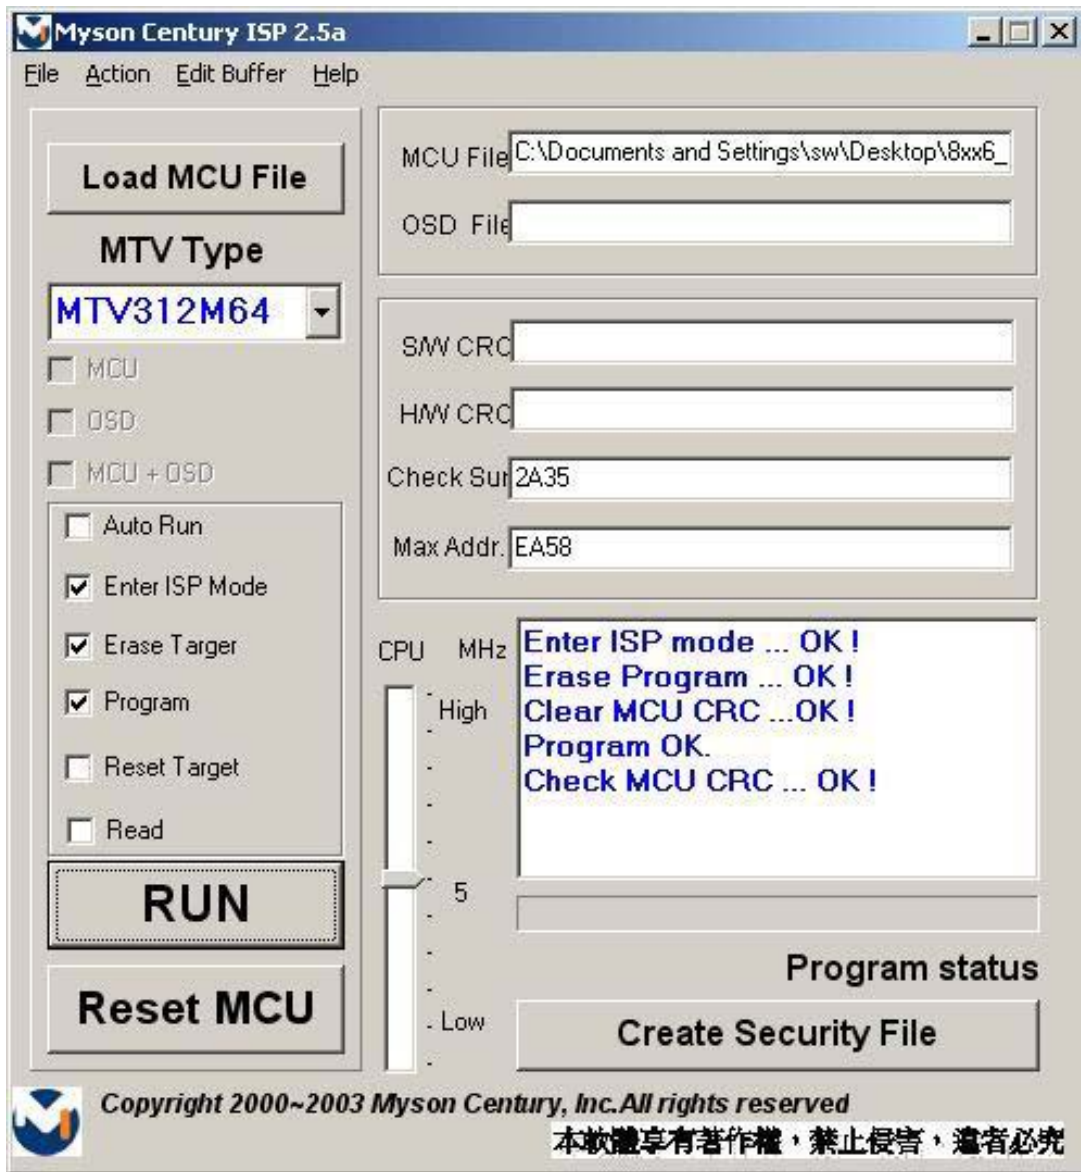 Myson Century ISP 2.5a
File Action Edit Buffer Help
Load MCU File
MTV Type
MTV312M64
MCU
OSD
MCU + OSD
Auto Run
Enter ISP Mode
Erase Targer
Program
Reset Target
Read
RUN
Reset MCU
MCU File C:\Documents and Settings\sw\Desktop\8xx6_
OSD File
S/W CRC
H/W CRC
Check Sur 2A35
Max Addr. EA58
CPU MHz
High
5
Low
Enter ISP mode ... OK !
Erase Program ... OK !
Clear MCU CRC ...OK !
Program OK.
Check MCU CRC ... OK !
Program status
Create Security File
Copyright 2000~2003 Myson Century, Inc.All rights reserved
本軟體享有著作權，禁止侵害，違者必究